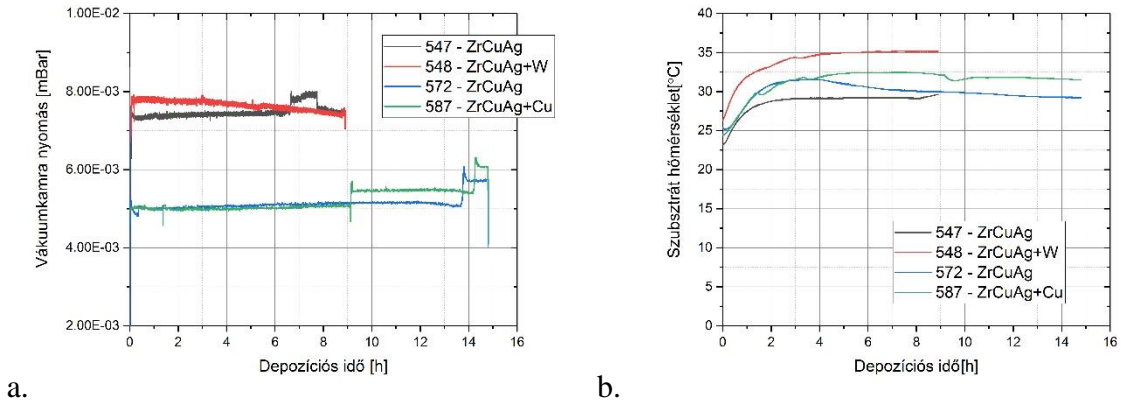 1.00E-02
8.00E-03
6.00E-03
4.00E-03
2.00E-03
Vákuumkamra nyomás [mBar]
0 2 4 6 8 10 12 14 16
Depozíciós idő [h]
547 - ZrCuAg
548 - ZrCuAg+W
572 - ZrCuAg
587 - ZrCuAg+Cu
a.
40
35
30
25
20
15
10
5
0
Szubsztrát hőmérséklet[°C]
0 2 4 6 8 10 12 14 16
Depozíciós idő[h]
547 - ZrCuAg
548 - ZrCuAg+W
572 - ZrCuAg
587 - ZrCuAg+Cu
b.